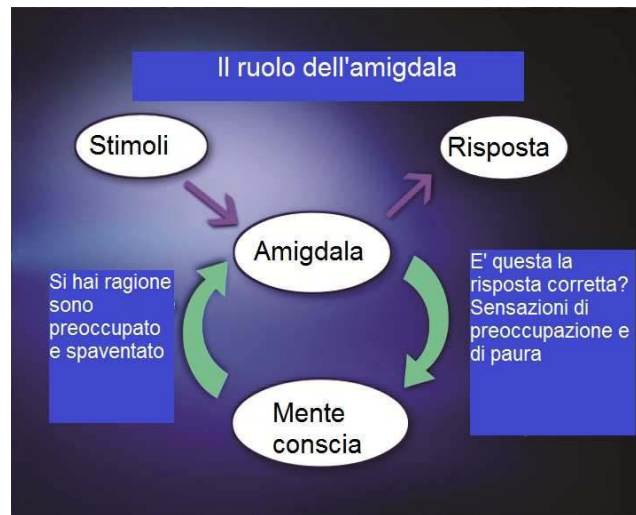 Il ruolo dell'amigdala
Stimoli
Risposta
Amigdala
Si hai ragione
sono
preoccupato
e spaventato
E' questa la
risposta corretta?
Sensazioni di
preoccupazione e
di paura
Mente
conscia